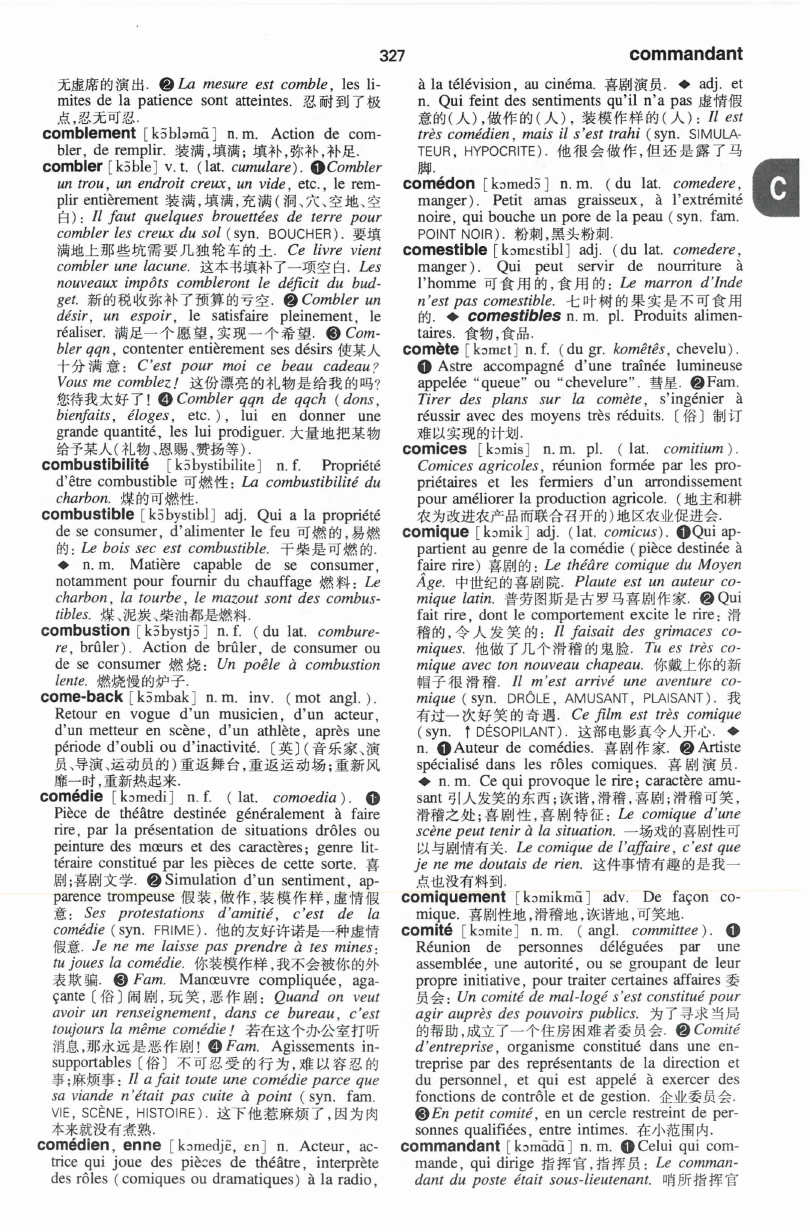 327
commandant
无虚席的演出. ❷ La mesure est comble, les li-
mites de la patience sont atteintes. 忍耐到了极
点,忍无可忍.
comblement [kɔ̃bləmɑ̃] n. m. Action de com-
bler, de remplir. 装满,填满; 填补,弥补,补足.
combler [kɔ̃ble] v. t. (lat. cumulare). ❶Combler
un trou, un endroit creux, un vide, etc., le rem-
plir entièrement 装满,填满,充满(洞、穴、空地、空
白): Il faut quelques brouettées de terre pour
combler les creux du sol (syn. BOUCHER). 要填
满地上那些坑需要几独轮车的土. Ce livre vient
combler une lacune. 这本书填补了一项空白. Les
nouveaux impôts combleront le déficit du bud-
get. 新的税收弥补了预算的亏空. ❷ Combler un
désir, un espoir, le satisfaire pleinement, le
réaliser. 满足一个愿望,实现一个希望. ❸ Com-
bler qqn, contenter entièrement ses désirs 使某人
十分满意: C'est pour moi ce beau cadeau?
Vous me comblez! 这份漂亮的礼物是给我的吗?
您待我太好了! ❹ Combler qqn de qqch (dons,
bienfaits, éloges, etc.), lui en donner une
grande quantité, les lui prodiguer. 大量地把某物
给予某人(礼物、恩赐、赞扬等).
combustibilité [kɔ̃bystibilite] n. f. Propriété
d'être combustible 可燃性: La combustibilité du
charbon. 煤的可燃性.
combustible [kɔ̃bystibl] adj. Qui a la propriété
de se consumer, d'alimenter le feu 可燃的,易燃
的: Le bois sec est combustible. 干柴是可燃的.
◆ n. m. Matière capable de se consumer,
notamment pour fournir du chauffage 燃料: Le
charbon, la tourbe, le mazout sont des combus-
tibles. 煤、泥炭、柴油都是燃料.
combustion [kɔ̃bystjɔ̃] n. f. (du lat. combure-
re, brûler). Action de brûler, de consumer ou
de se consumer 燃烧: Un poêle à combustion
lente. 燃烧慢的炉子.
come-back [kɔmbak] n. m. inv. (mot angl.).
Retour en vogue d'un musicien, d'un acteur,
d'un metteur en scène, d'un athlète, après une
période d'oubli ou d'inactivité. 〔英〕(音乐家、演
员、导演、运动员的)重返舞台,重返运动场;重新风
靡一时,重新热起来.
comédie [kɔmedi] n. f. (lat. comoedia). ❶
Pièce de théâtre destinée généralement à faire
rire, par la présentation de situations drôles ou
peinture des mœurs et des caractères; genre lit-
téraire constitué par les pièces de cette sorte. 喜
剧;喜剧文学. ❷ Simulation d'un sentiment, ap-
parence trompeuse 假装,做作,装模作样,虚情假
意: Ses protestations d'amitié, c'est de la
comédie (syn. FRIME). 他的友好许诺是一种虚情
假意. Je ne me laisse pas prendre à tes mines:
tu joues la comédie. 你装模作样,我不会被你的外
表欺骗. ❸ Fam. Manœuvre compliquée, aga-
çante 〔俗〕闹剧,玩笑,恶作剧: Quand on veut
avoir un renseignement, dans ce bureau, c'est
toujours la même comédie! 若在这个办公室打听
消息,那永远是恶作剧! ❹ Fam. Agissements in-
supportables 〔俗〕不可忍受的行为,难以容忍的
事;麻烦事: Il a fait toute une comédie parce que
sa viande n'était pas cuite à point (syn. fam.
VIE, SCÈNE, HISTOIRE). 这下他惹麻烦了,因为肉
本来就没有煮熟.
comédien, enne [kɔmedjɛ̃, ɛn] n. Acteur, ac-
trice qui joue des pièces de théâtre, interprète
des rôles (comiques ou dramatiques) à la radio,
à la télévision, au cinéma. 喜剧演员. ◆ adj. et
n. Qui feint des sentiments qu'il n'a pas 虚情假
意的(人),做作的(人), 装模作样的(人): Il est
très comédien, mais il s'est trahi (syn. SIMULA-
TEUR, HYPOCRITE). 他很会做作,但还是露了马
脚.
comédon [kɔmedɔ̃] n. m. (du lat. comedere,
manger). Petit amas graisseux, à l'extrémité
noire, qui bouche un pore de la peau (syn. fam.
POINT NOIR). 粉刺,黑头粉刺.
comestible [kɔmɛstibl] adj. (du lat. comedere,
manger). Qui peut servir de nourriture à
l'homme 可食用的,食用的: Le marron d'Inde
n'est pas comestible. 七叶树的果实是不可食用
的. ◆ comestibles n. m. pl. Produits alimen-
taires. 食物,食品.
comète [kɔmɛt] n. f. (du gr. komêtês, chevelu).
❶ Astre accompagné d'une traînée lumineuse
appelée "queue" ou "chevelure". 彗星. ❷Fam.
Tirer des plans sur la comète, s'ingénier à
réussir avec des moyens très réduits. 〔俗〕制订
难以实现的计划.
comices [kɔmis] n. m. pl. (lat. comitium).
Comices agricoles, réunion formée par les pro-
priétaires et les fermiers d'un arrondissement
pour améliorer la production agricole. (地主和耕
农为改进农产品而联合召开的)地区农业促进会.
comique [kɔmik] adj. (lat. comicus). ❶Qui ap-
partient au genre de la comédie (pièce destinée à
faire rire) 喜剧的: Le théâre comique du Moyen
Âge. 中世纪的喜剧院. Plaute est un auteur co-
mique latin. 普劳图斯是古罗马喜剧作家. ❷ Qui
fait rire, dont le comportement excite le rire: 滑
稽的,令人发笑的: Il faisait des grimaces co-
miques. 他做了几个滑稽的鬼脸. Tu es très co-
mique avec ton nouveau chapeau. 你戴上你的新
帽子很滑稽. Il m'est arrivé une aventure co-
mique (syn. DRÔLE, AMUSANT, PLAISANT). 我
有过一次好笑的奇遇. Ce film est très comique
(syn. ↑ DÉSOPILANT). 这部电影真令人开心. ◆
n. ❶Auteur de comédies. 喜剧作家. ❷ Artiste
spécialisé dans les rôles comiques. 喜剧演员.
◆ n. m. Ce qui provoque le rire; caractère amu-
sant 引人发笑的东西;诙谐,滑稽,喜剧;滑稽可笑,
滑稽之处;喜剧性,喜剧特征: Le comique d'une
scène peut tenir à la situation. 一场戏的喜剧性可
以与剧情有关. Le comique de l'affaire, c'est que
je ne me doutais de rien. 这件事情有趣的是我一
点也没有料到.
comiquement [kɔmikmɑ̃] adv. De façon co-
mique. 喜剧性地,滑稽地,诙谐地,可笑地.
comité [kɔmite] n. m. (angl. committee). ❶
Réunion de personnes déléguées par une
assemblée, une autorité, ou se groupant de leur
propre initiative, pour traiter certaines affaires 委
员会: Un comité de mal-logé s'est constitué pour
agir auprès des pouvoirs publics. 为了寻求当局
的帮助,成立了一个住房困难者委员会. ❷ Comité
d'entreprise, organisme constitué dans une en-
treprise par des représentants de la direction et
du personnel, et qui est appelé à exercer des
fonctions de contrôle et de gestion. 企业委员会.
❸En petit comité, en un cercle restreint de per-
sonnes qualifiées, entre intimes. 在小范围内.
commandant [kɔmɑ̃dɑ̃] n. m. ❶ Celui qui com-
mande, qui dirige 指挥官,指挥员: Le comman-
dant du poste était sous-lieutenant. 哨所指挥官
C